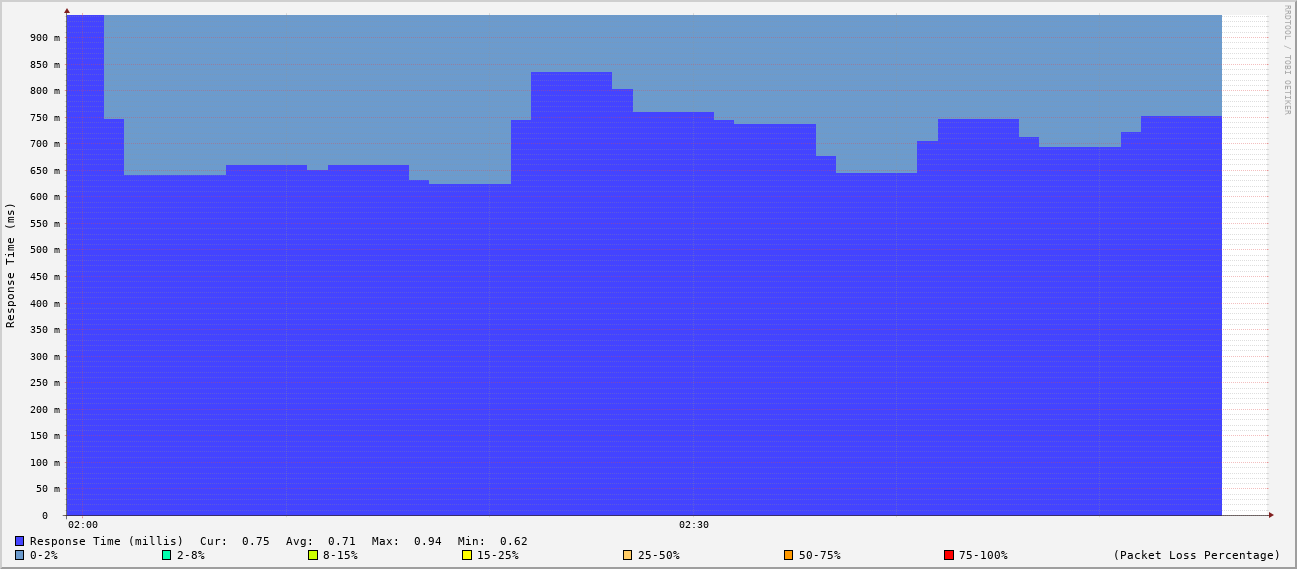 RRDTOOL / TOBI OETIKER
Response Time (ms)
900 m
850 m
800 m
750 m
700 m
650 m
600 m
550 m
500 m
450 m
400 m
350 m
300 m
250 m
200 m
150 m
100 m
50 m
0
02:00 02:30
Response Time (millis) Cur: 0.75 Avg: 0.71 Max: 0.94 Min: 0.62
0-2% 2-8% 8-15% 15-25% 25-50% 50-75% 75-100% (Packet Loss Percentage)